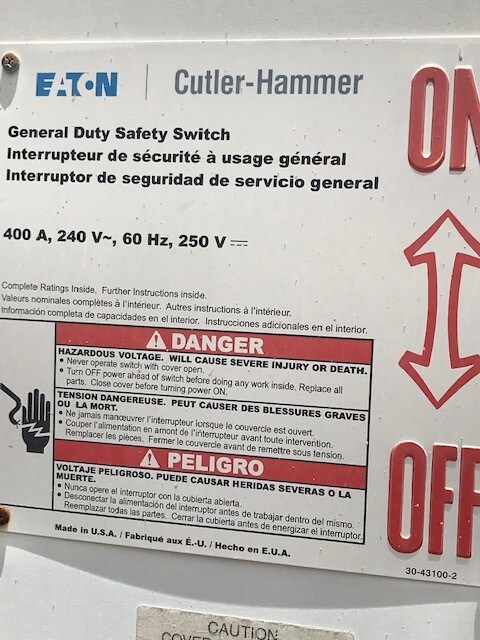 EATON | Cutler-Hammer
ON
General Duty Safety Switch
Interrupteur de sécurité à usage général
Interruptor de seguridad de servicio general
400 A, 240 V~, 60 Hz, 250 V ⎓
Complete Ratings Inside. Further Instructions inside.
Valeurs nominales complètes à l'intérieur. Autres instructions à l'intérieur.
Información completa de capacidades en el interior. Instrucciones adicionales en el interior.
DANGER
HAZARDOUS VOLTAGE. WILL CAUSE SEVERE INJURY OR DEATH.
• Never operate switch with cover open.
• Turn OFF power ahead of switch before doing any work inside. Replace all
parts. Close cover before turning power ON.
TENSION DANGEREUSE. PEUT CAUSER DES BLESSURES GRAVES
OU LA MORT.
• Ne jamais manœuvrer l'interrupteur lorsque le couvercle est ouvert.
• Couper l'alimentation en amont de l'interrupteur avant toute intervention.
Remplacer les pièces. Fermer le couvercle avant de remettre sous tension.
PELIGRO
VOLTAJE PELIGROSO. PUEDE CAUSAR HERIDAS SEVERAS O LA
MUERTE.
• Nunca opere el interruptor con la cubierta abierta.
• Desconectar la alimentación del interruptor antes de trabajar dentro del mismo.
Reemplazar todas las partes. Cerrar la cubierta antes de energizar el interruptor.
OFF
Made in U.S.A. / Fabriqué aux É.-U. / Hecho en E.U.A.
30-43100-2
CAUTION